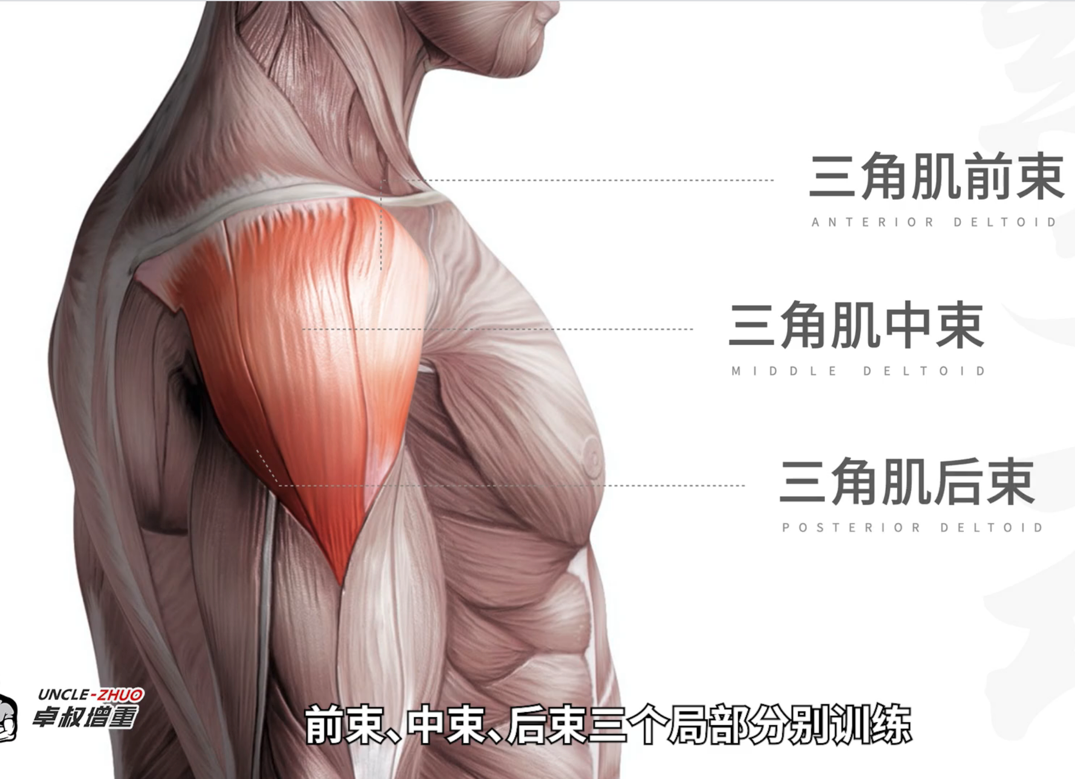 三角肌前束
ANTERIOR DELTOID
三角肌中束
MIDDLE DELTOID
三角肌后束
POSTERIOR DELTOID
UNCLE-ZHUO
卓叔增重
前束、中束、后束三个局部分别训练